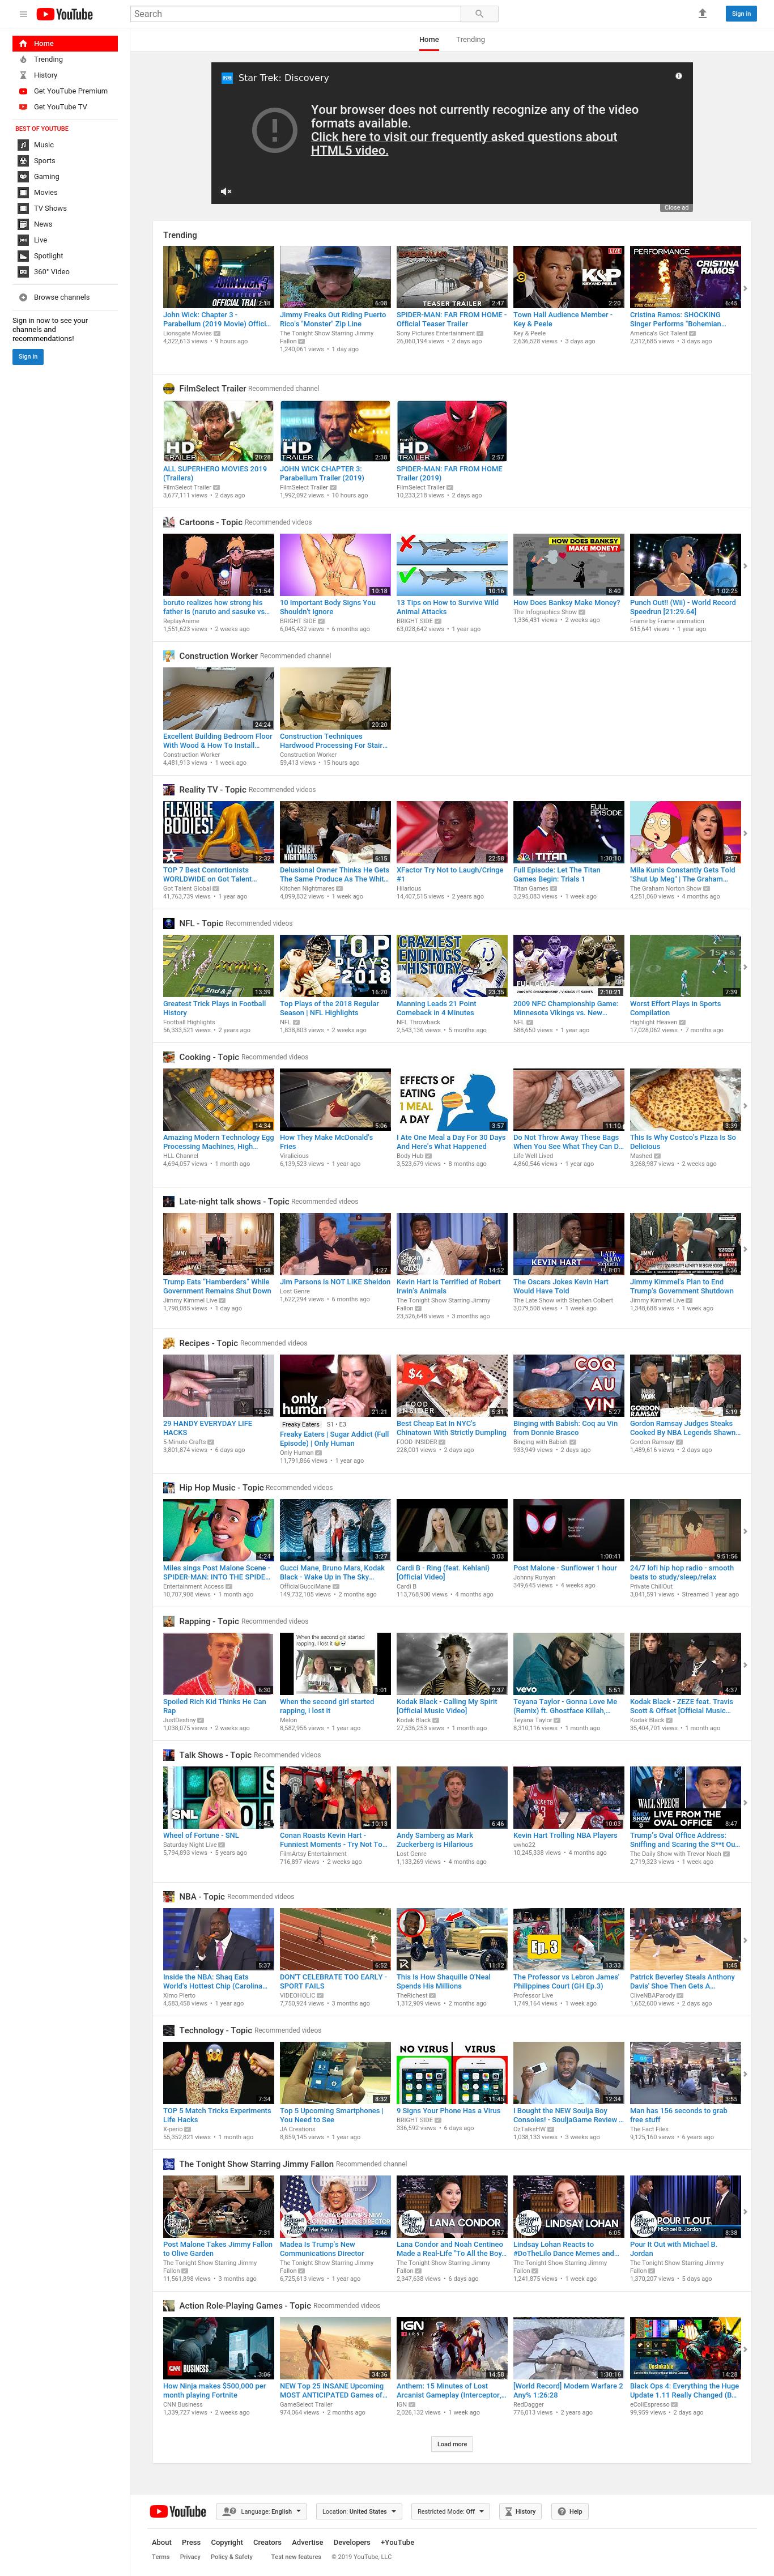 YouTube
Search
Sign in
Home
Trending
History
Get YouTube Premium
Get YouTube TV
BEST OF YOUTUBE
Music
Sports
Gaming
Movies
TV Shows
News
Live
Spotlight
360° Video
Browse channels
Sign in now to see your
channels and
recommendations!
Sign in
Home Trending
Star Trek: Discovery
Your browser does not currently recognize any of the video
formats available.
Click here to visit our frequently asked questions about
HTML5 video.
Close ad
Trending
John Wick: Chapter 3 -
Parabellum (2019 Movie) Offici...
Lionsgate Movies
4,322,613 views • 9 hours ago
Jimmy Freaks Out Riding Puerto
Rico's "Monster" Zip Line
The Tonight Show Starring Jimmy
Fallon
1,240,061 views • 1 day ago
SPIDER-MAN: FAR FROM HOME -
Official Teaser Trailer
Sony Pictures Entertainment
26,060,194 views • 2 days ago
Town Hall Audience Member -
Key & Peele
Key & Peele
2,636,528 views • 3 days ago
Cristina Ramos: SHOCKING
Singer Performs "Bohemian...
America's Got Talent
2,312,685 views • 3 days ago
FilmSelect Trailer Recommended channel
ALL SUPERHERO MOVIES 2019
(Trailers)
FilmSelect Trailer
3,677,111 views • 2 days ago
JOHN WICK CHAPTER 3:
Parabellum Trailer (2019)
FilmSelect Trailer
1,992,092 views • 10 hours ago
SPIDER-MAN: FAR FROM HOME
Trailer (2019)
FilmSelect Trailer
10,233,218 views • 2 days ago
Cartoons - Topic Recommended videos
boruto realizes how strong his
father is (naruto and sasuke vs...
ReplayAnime
1,551,623 views • 2 weeks ago
10 Important Body Signs You
Shouldn't Ignore
BRIGHT SIDE
6,045,432 views • 6 months ago
13 Tips on How to Survive Wild
Animal Attacks
BRIGHT SIDE
63,028,642 views • 1 year ago
How Does Banksy Make Money?
The Infographics Show
1,336,431 views • 2 weeks ago
Punch Out!! (Wii) - World Record
Speedrun [21:29.64]
Frame by Frame animation
615,641 views • 1 year ago
Construction Worker Recommended channel
Excellent Building Bedroom Floor
With Wood & How To Install...
Construction Worker
4,481,913 views • 1 week ago
Construction Techniques
Hardwood Processing For Stair...
Construction Worker
59,413 views • 15 hours ago
Reality TV - Topic Recommended videos
TOP 7 Best Contortionists
WORLDWIDE on Got Talent...
Got Talent Global
41,763,739 views • 1 year ago
Delusional Owner Thinks He Gets
The Same Produce As The Whit...
Kitchen Nightmares
4,099,832 views • 1 week ago
XFactor Try Not to Laugh/Cringe
#1
Hilarious
14,407,515 views • 2 years ago
Full Episode: Let The Titan
Games Begin: Trials 1
Titan Games
3,295,083 views • 1 week ago
Mila Kunis Constantly Gets Told
"Shut Up Meg" | The Graham...
The Graham Norton Show
4,251,060 views • 4 months ago
NFL - Topic Recommended videos
Greatest Trick Plays in Football
History
Football Highlights
56,333,521 views • 2 years ago
Top Plays of the 2018 Regular
Season | NFL Highlights
NFL
1,838,803 views • 2 weeks ago
Manning Leads 21 Point
Comeback in 4 Minutes
NFL Throwback
2,543,136 views • 5 months ago
2009 NFC Championship Game:
Minnesota Vikings vs. New...
NFL
588,650 views • 1 year ago
Worst Effort Plays in Sports
Compilation
Highlight Heaven
17,028,062 views • 7 months ago
Cooking - Topic Recommended videos
Amazing Modern Technology Egg
Processing Machines, High...
HLL Channel
4,694,057 views • 1 month ago
How They Make McDonald's
Fries
Viralicious
6,139,523 views • 1 year ago
I Ate One Meal a Day For 30 Days
And Here's What Happened
Body Hub
3,523,679 views • 8 months ago
Do Not Throw Away These Bags
When You See What They Can D...
Life Well Lived
4,860,546 views • 1 year ago
This Is Why Costco's Pizza Is So
Delicious
Mashed
3,268,987 views • 2 weeks ago
Late-night talk shows - Topic Recommended videos
Trump Eats "Hamberders" While
Government Remains Shut Down
Jimmy Kimmel Live
1,798,085 views • 1 day ago
Jim Parsons is NOT LIKE Sheldon
Lost Genre
1,622,294 views • 6 months ago
Kevin Hart Is Terrified of Robert
Irwin's Animals
The Tonight Show Starring Jimmy
Fallon
23,526,648 views • 3 months ago
The Oscars Jokes Kevin Hart
Would Have Told
The Late Show with Stephen Colbert
3,079,508 views • 1 week ago
Jimmy Kimmel's Plan to End
Trump's Government Shutdown
Jimmy Kimmel Live
1,348,688 views • 1 week ago
Recipes - Topic Recommended videos
29 HANDY EVERYDAY LIFE
HACKS
5-Minute Crafts
3,801,874 views • 6 days ago
Freaky Eaters S1 • E3
Freaky Eaters | Sugar Addict (Full
Episode) | Only Human
Only Human
11,791,866 views • 1 year ago
Best Cheap Eat In NYC's
Chinatown With Strictly Dumpling
FOOD INSIDER
228,001 views • 2 days ago
Binging with Babish: Coq au Vin
from Donnie Brasco
Binging with Babish
933,949 views • 2 days ago
Gordon Ramsay Judges Steaks
Cooked By NBA Legends Shawn...
Gordon Ramsay
1,489,616 views • 2 days ago
Hip Hop Music - Topic Recommended videos
Miles sings Post Malone Scene -
SPIDER-MAN: INTO THE SPIDE...
Entertainment Access
10,707,908 views • 1 month ago
Gucci Mane, Bruno Mars, Kodak
Black - Wake Up in The Sky...
OfficialGucciMane
149,732,105 views • 2 months ago
Cardi B - Ring (feat. Kehlani)
[Official Video]
Cardi B
113,768,900 views • 4 months ago
Post Malone - Sunflower 1 hour
Johnny Runyan
349,645 views • 4 weeks ago
24/7 lofi hip hop radio - smooth
beats to study/sleep/relax
Private ChillOut
3,041,591 views • Streamed 1 year ago
Rapping - Topic Recommended videos
Spoiled Rich Kid Thinks He Can
Rap
JustDestiny
1,038,075 views • 2 weeks ago
When the second girl started
rapping, i lost it
Melon
8,582,956 views • 1 year ago
Kodak Black - Calling My Spirit
[Official Music Video]
Kodak Black
27,536,253 views • 1 month ago
Teyana Taylor - Gonna Love Me
(Remix) ft. Ghostface Killah,...
Teyana Taylor
8,310,116 views • 1 month ago
Kodak Black - ZEZE feat. Travis
Scott & Offset [Official Music...
Kodak Black
35,404,701 views • 1 month ago
Talk Shows - Topic Recommended videos
Wheel of Fortune - SNL
Saturday Night Live
5,794,893 views • 5 years ago
Conan Roasts Kevin Hart -
Funniest Moments - Try Not To...
FilmArtsy Entertainment
716,897 views • 2 weeks ago
Andy Samberg as Mark
Zuckerberg is Hilarious
Lost Genre
1,133,269 views • 4 months ago
Kevin Hart Trolling NBA Players
uwho22
10,245,338 views • 4 months ago
Trump's Oval Office Address:
Sniffing and Scaring the S**t Ou...
The Daily Show with Trevor Noah
2,719,323 views • 1 week ago
NBA - Topic Recommended videos
Inside the NBA: Shaq Eats
World's Hottest Chip (Carolina...
Ximo Pierto
4,583,458 views • 1 year ago
DON'T CELEBRATE TOO EARLY -
SPORT FAILS
VIDEOHOLIC
7,750,924 views • 3 months ago
This Is How Shaquille O'Neal
Spends His Millions
TheRichest
1,312,909 views • 2 months ago
The Professor vs Lebron James'
Philippines Court (GH Ep.3)
Professor Live
1,749,164 views • 1 week ago
Patrick Beverley Steals Anthony
Davis' Shoe Then Gets A...
CliveNBAParody
1,652,600 views • 2 days ago
Technology - Topic Recommended videos
TOP 5 Match Tricks Experiments
Life Hacks
X-perio
55,352,821 views • 1 month ago
Top 5 Upcoming Smartphones |
You Need to See
JA Creations
8,859,145 views • 1 year ago
9 Signs Your Phone Has a Virus
BRIGHT SIDE
336,592 views • 6 days ago
I Bought the NEW Soulja Boy
Consoles! - SouljaGame Review ...
OzTalksHW
1,038,133 views • 3 weeks ago
Man has 156 seconds to grab
free stuff
The Fact Files
9,125,160 views • 6 years ago
The Tonight Show Starring Jimmy Fallon Recommended channel
Post Malone Takes Jimmy Fallon
to Olive Garden
The Tonight Show Starring Jimmy
Fallon
11,561,898 views • 3 months ago
Madea Is Trump's New
Communications Director
The Tonight Show Starring Jimmy
Fallon
6,725,613 views • 1 year ago
Lana Condor and Noah Centineo
Made a Real-Life "To All the Boy...
The Tonight Show Starring Jimmy
Fallon
2,347,638 views • 6 days ago
Lindsay Lohan Reacts to
#DoTheLilo Dance Memes and...
The Tonight Show Starring Jimmy
Fallon
1,241,875 views • 1 week ago
Pour It Out with Michael B.
Jordan
The Tonight Show Starring Jimmy
Fallon
1,370,207 views • 5 days ago
Action Role-Playing Games - Topic Recommended videos
How Ninja makes $500,000 per
month playing Fortnite
CNN Business
1,339,727 views • 2 weeks ago
NEW Top 25 INSANE Upcoming
MOST ANTICIPATED Games of...
GameSelect Trailer
974,064 views • 2 months ago
Anthem: 15 Minutes of Lost
Arcanist Gameplay (Interceptor,...
IGN
2,026,132 views • 1 week ago
[World Record] Modern Warfare 2
Any% 1:26:28
RedDagger
776,013 views • 2 years ago
Black Ops 4: Everything the Huge
Update 1.11 Really Changed (B...
eColiEspresso
99,959 views • 2 days ago
Load more
YouTube
Language: English
Location: United States
Restricted Mode: Off
History
Help
About Press Copyright Creators Advertise Developers +YouTube
Terms Privacy Policy & Safety Test new features © 2019 YouTube, LLC